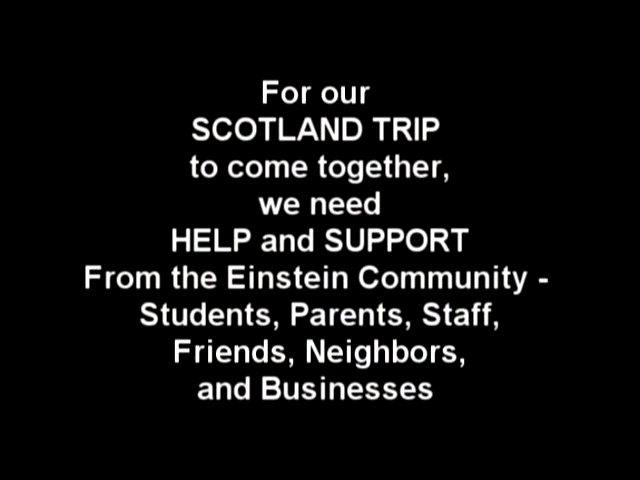 For our
SCOTLAND TRIP
to come together,
we need
HELP and SUPPORT
From the Einstein Community -
Students, Parents, Staff,
Friends, Neighbors,
and Businesses